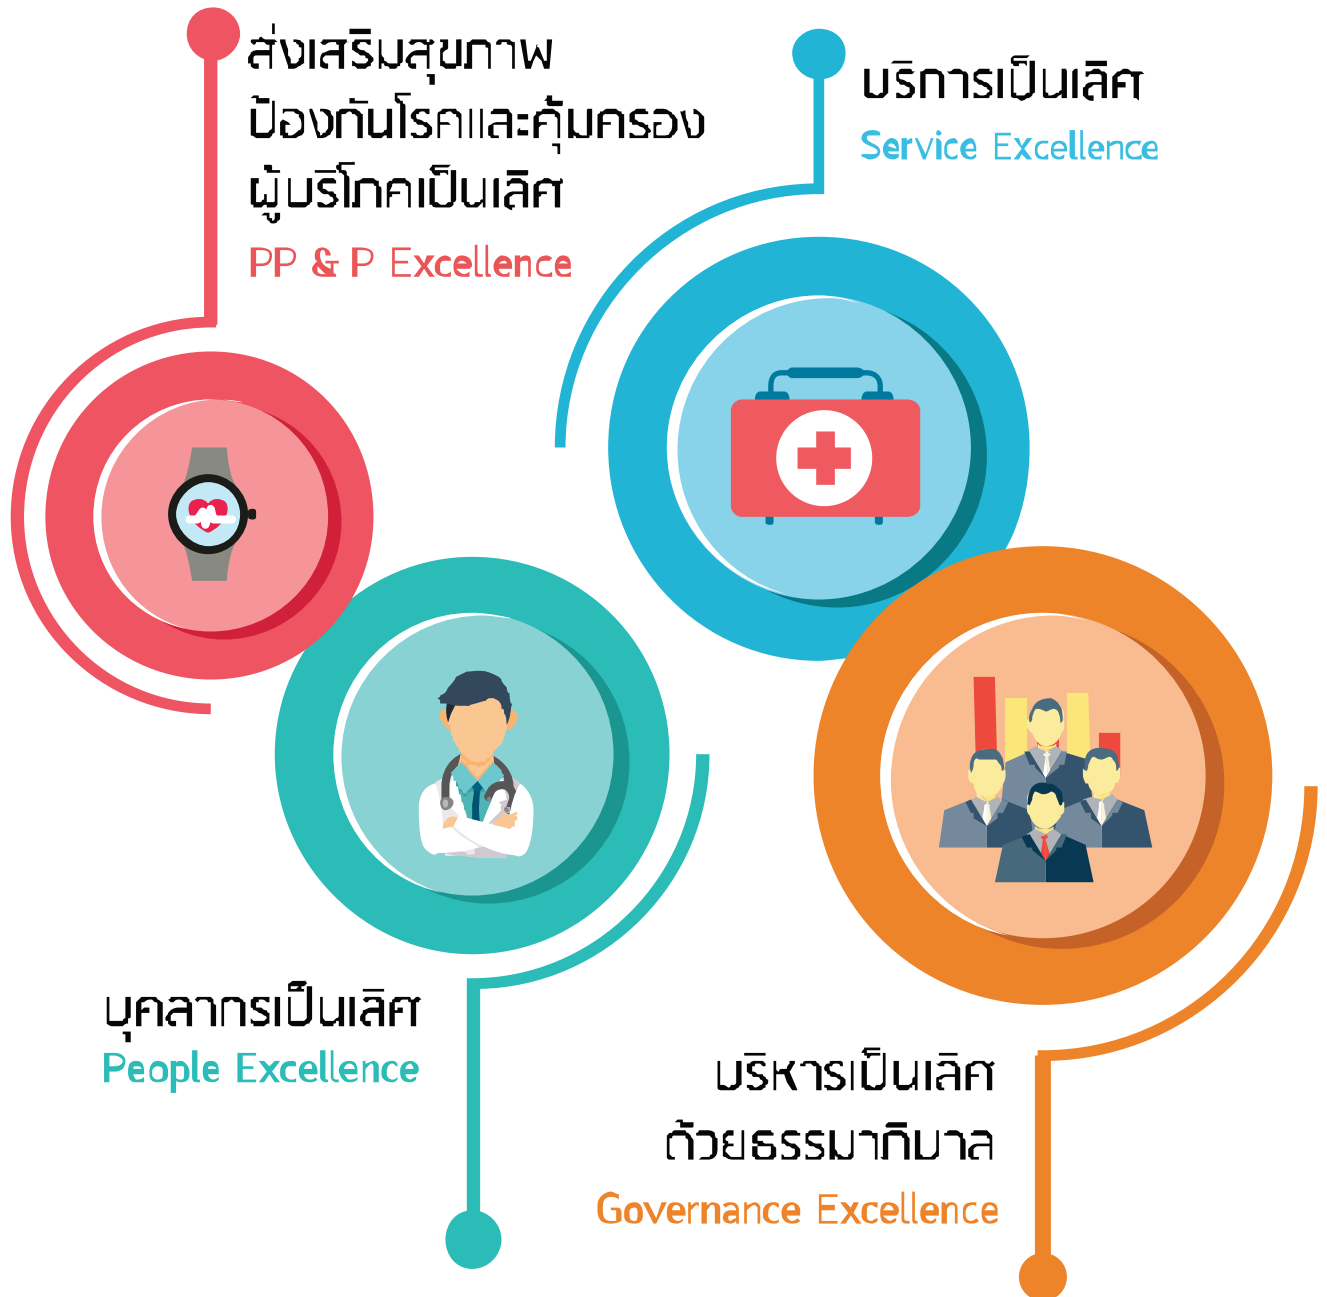 ส่งเสริมสุขภาพ
ป้องกันโรคและคุ้มครอง
ผู้บริโภคเป็นเลิศ
PP & P Excellence
บริการเป็นเลิศ
Service Excellence
บุคลากรเป็นเลิศ
People Excellence
บริหารเป็นเลิศ
ด้วยธรรมาภิบาล
Governance Excellence